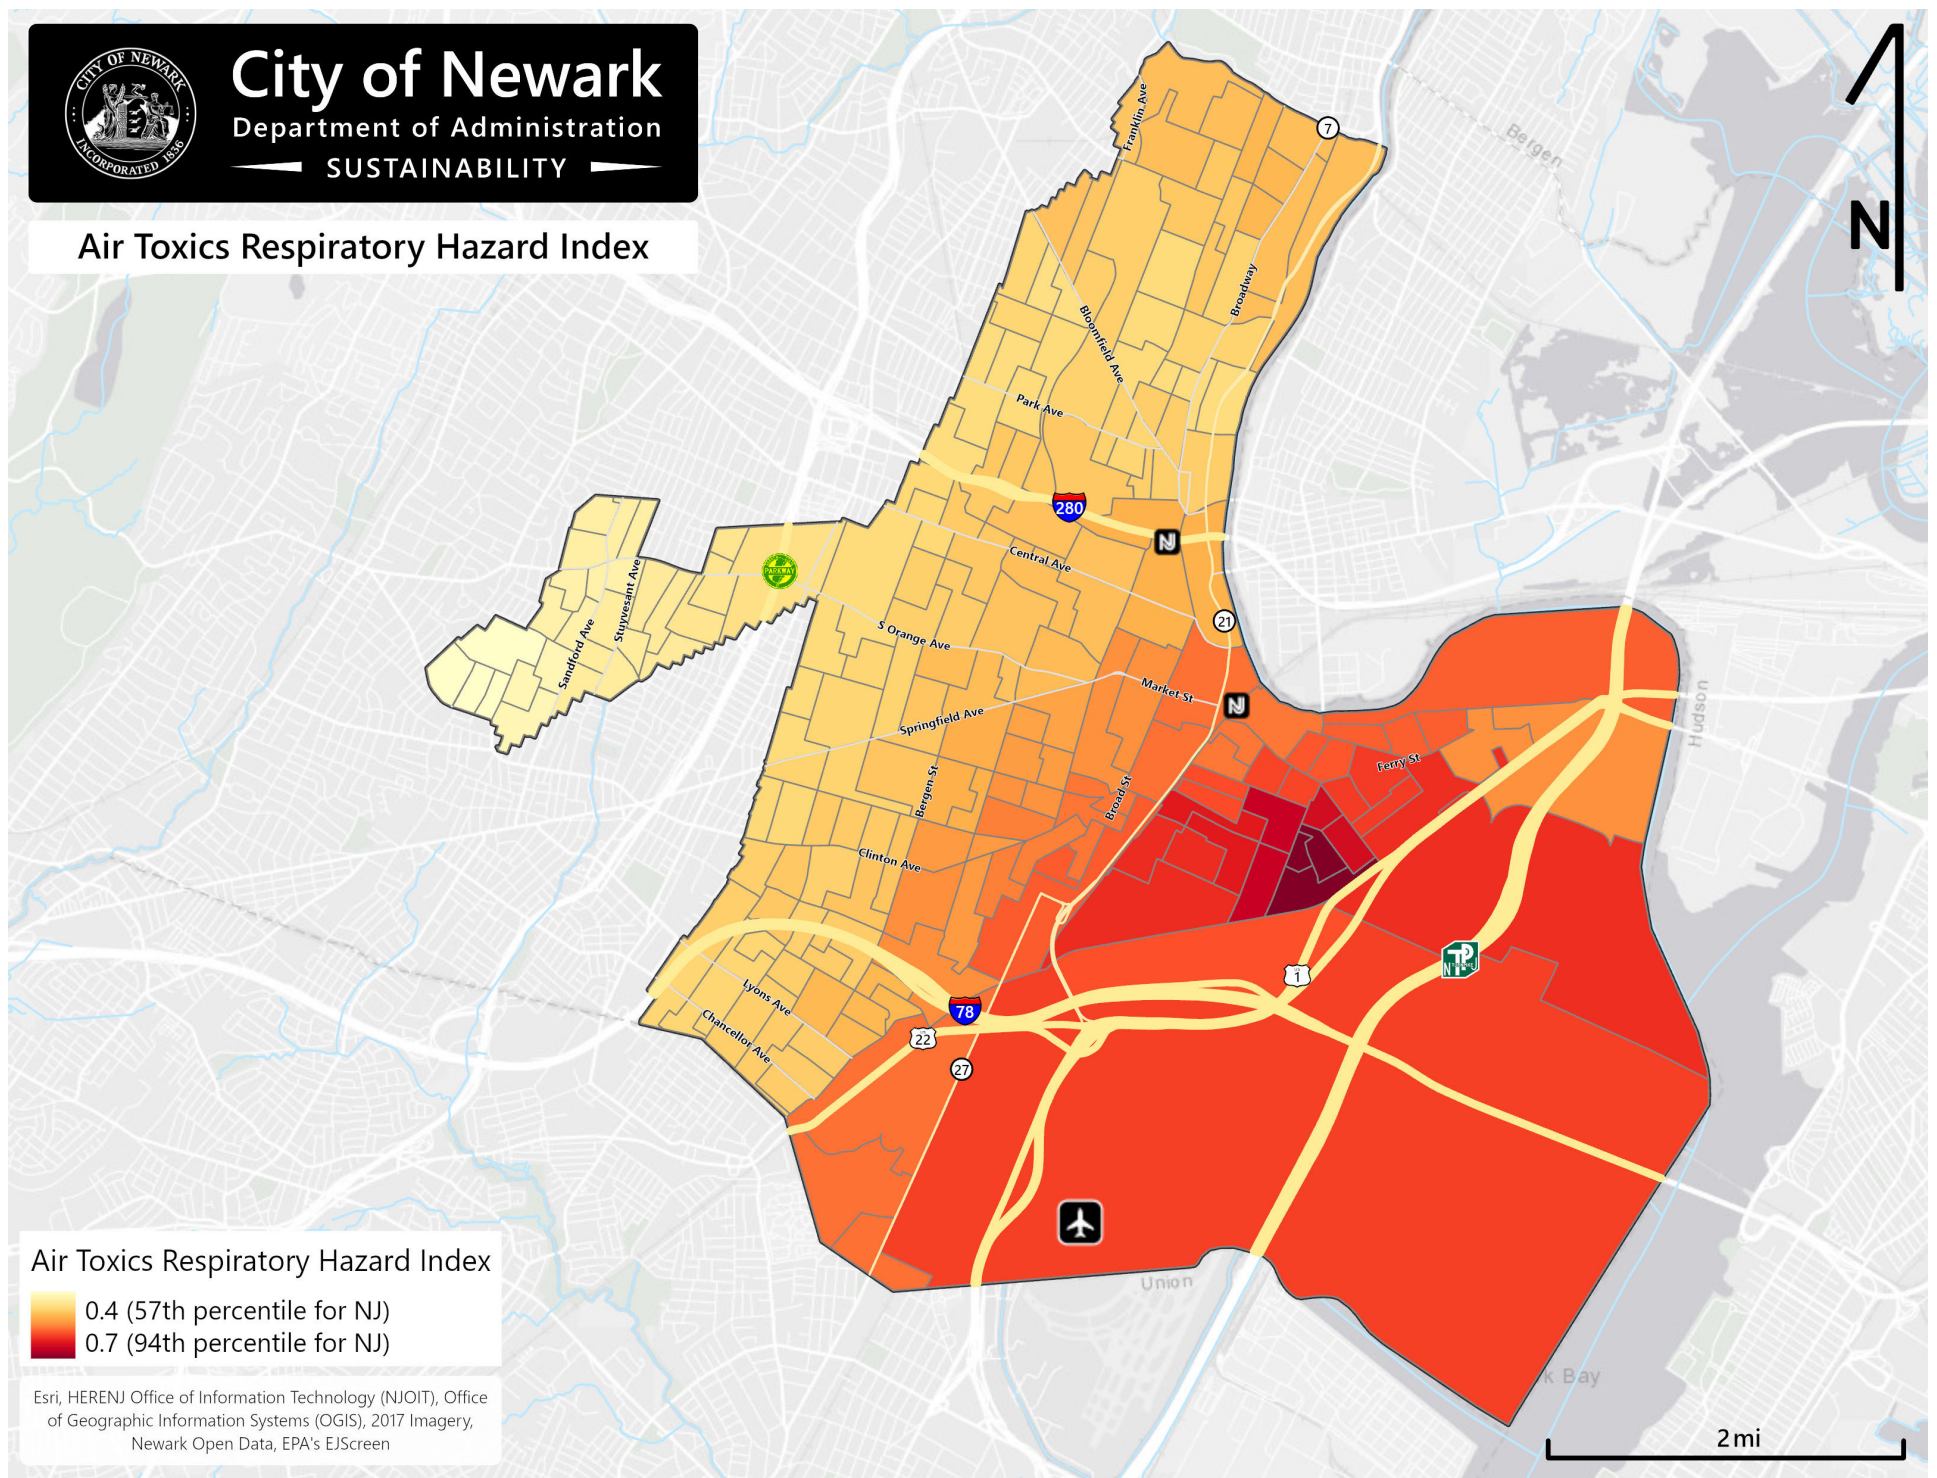 CITY OF NEWARK
INCORPORATED 1836
City of Newark
Department of Administration
SUSTAINABILITY
Air Toxics Respiratory Hazard Index
N
Bergen
Franklin Ave
7
Broadway
Bloomfield Ave
Park Ave
280
NJ
Central Ave
PARKWAY
Stuyvesant Ave
Sandford Ave
S Orange Ave
21
Market St
NJ
Hudson
Springfield Ave
Ferry St
Bergen St
Broad St
Clinton Ave
1
Lyons Ave
Chancellor Ave
78
22
27
Union
k Bay
Air Toxics Respiratory Hazard Index
0.4 (57th percentile for NJ)
0.7 (94th percentile for NJ)
Esri, HERENJ Office of Information Technology (NJOIT), Office
of Geographic Information Systems (OGIS), 2017 Imagery,
Newark Open Data, EPA's EJScreen
2 mi